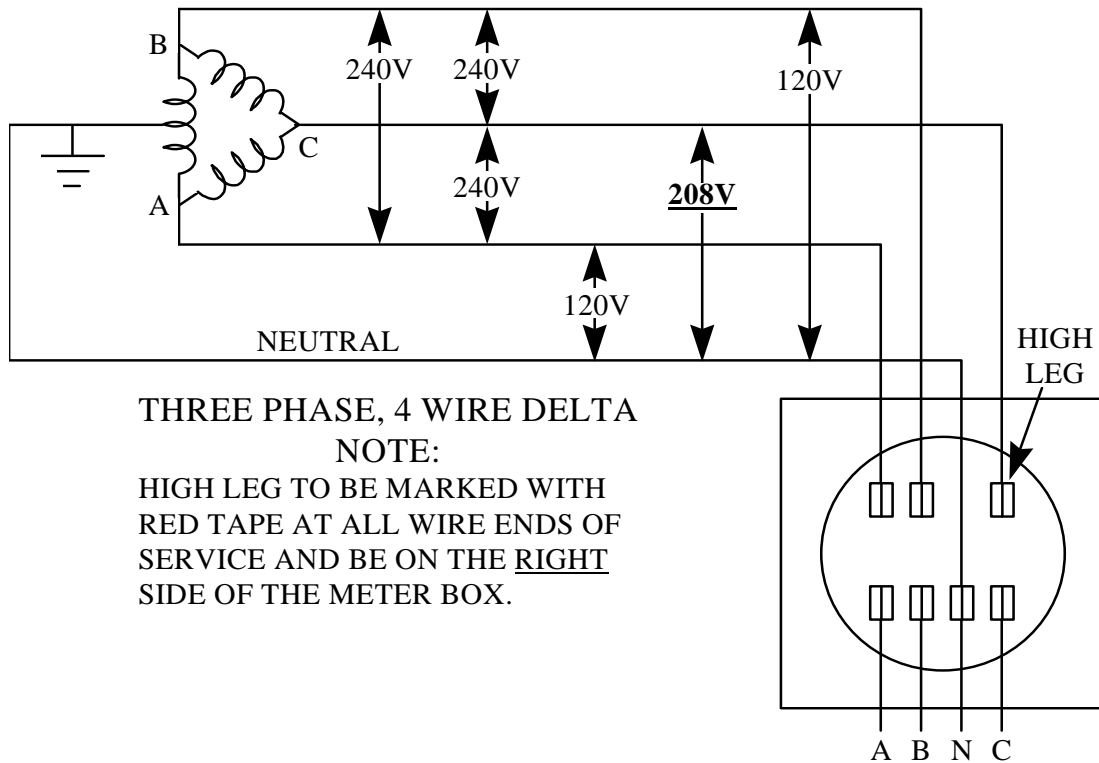 B
240V
240V
120V
C
A
240V
208V
120V
NEUTRAL
HIGH
LEG
THREE PHASE, 4 WIRE DELTA
NOTE:
HIGH LEG TO BE MARKED WITH
RED TAPE AT ALL WIRE ENDS OF
SERVICE AND BE ON THE RIGHT
SIDE OF THE METER BOX.
A B N C